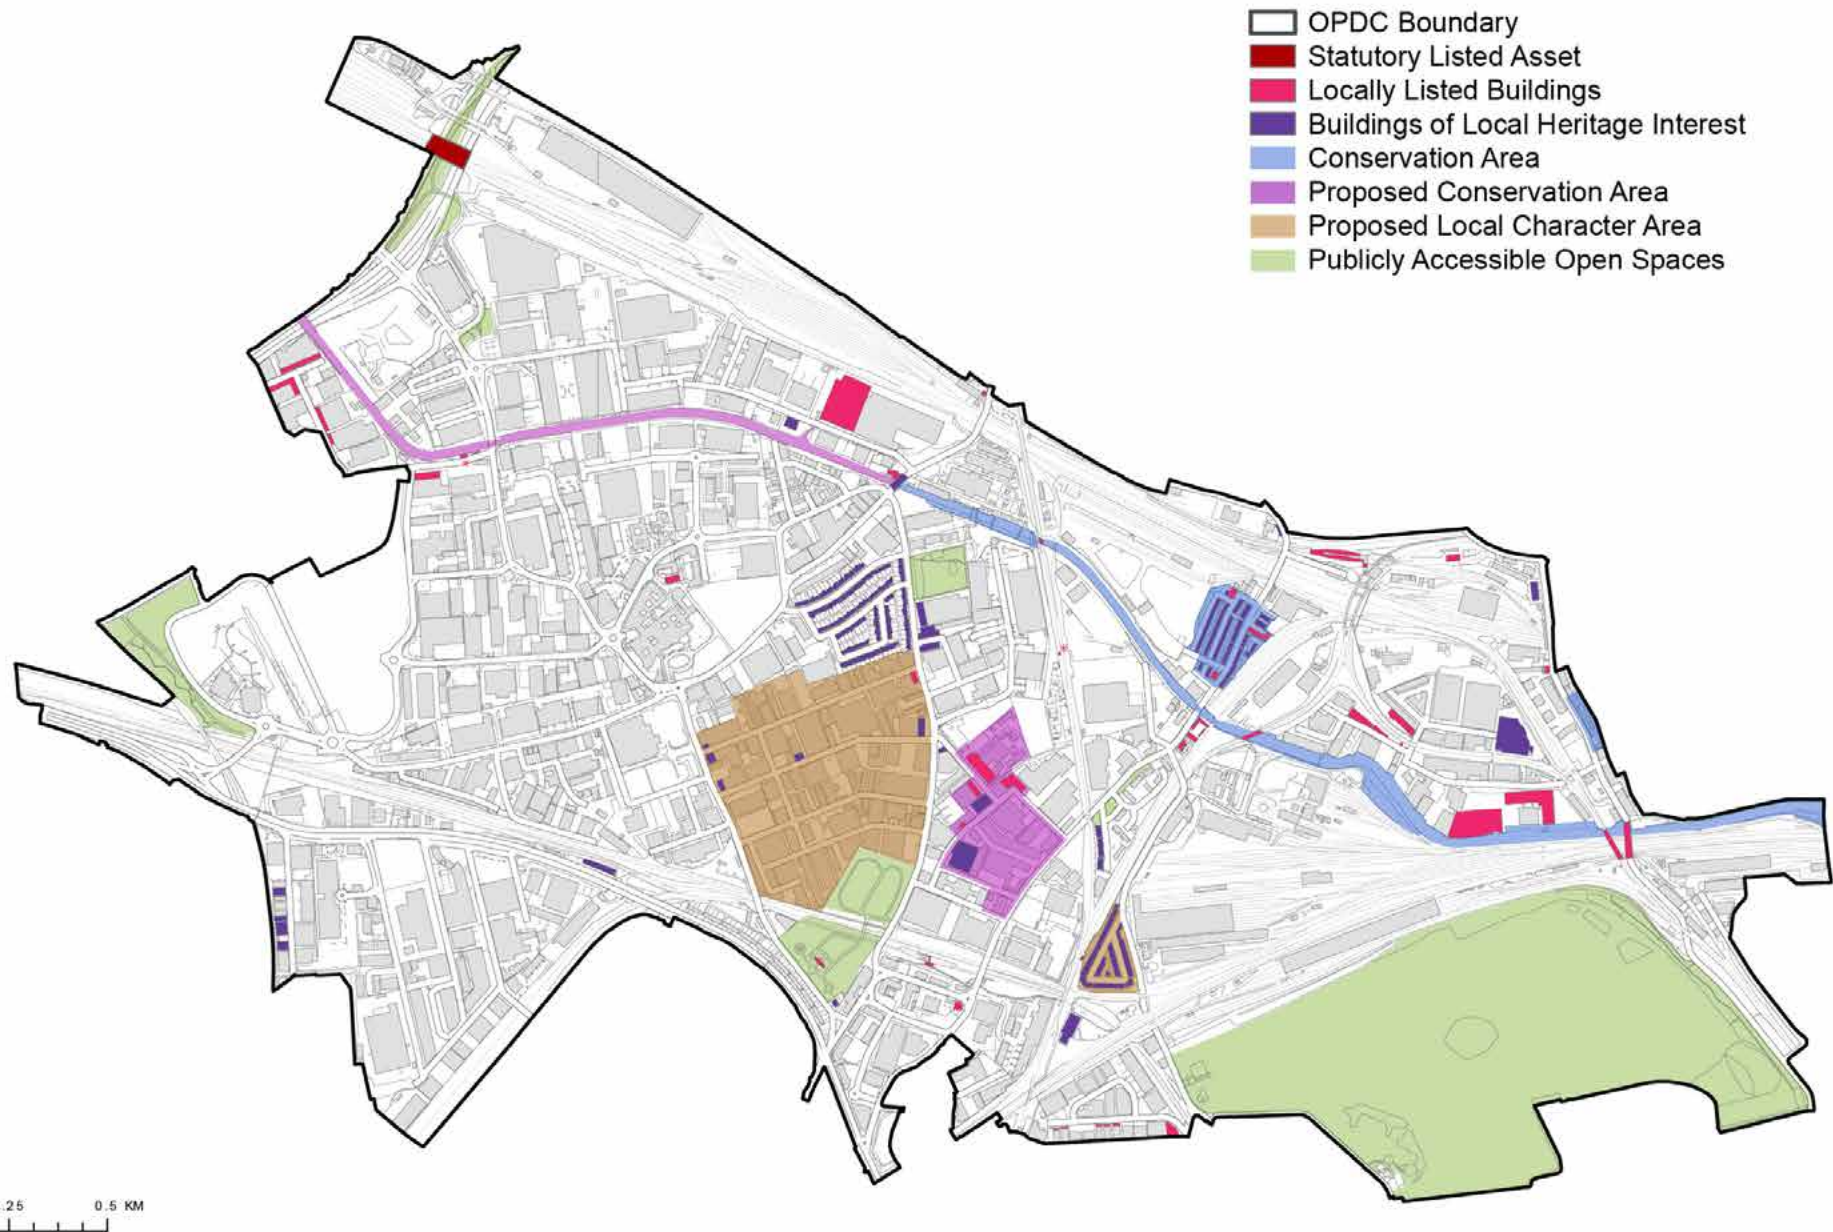 OPDC Boundary
Statutory Listed Asset
Locally Listed Buildings
Buildings of Local Heritage Interest
Conservation Area
Proposed Conservation Area
Proposed Local Character Area
Publicly Accessible Open Spaces
.25 0.5 KM